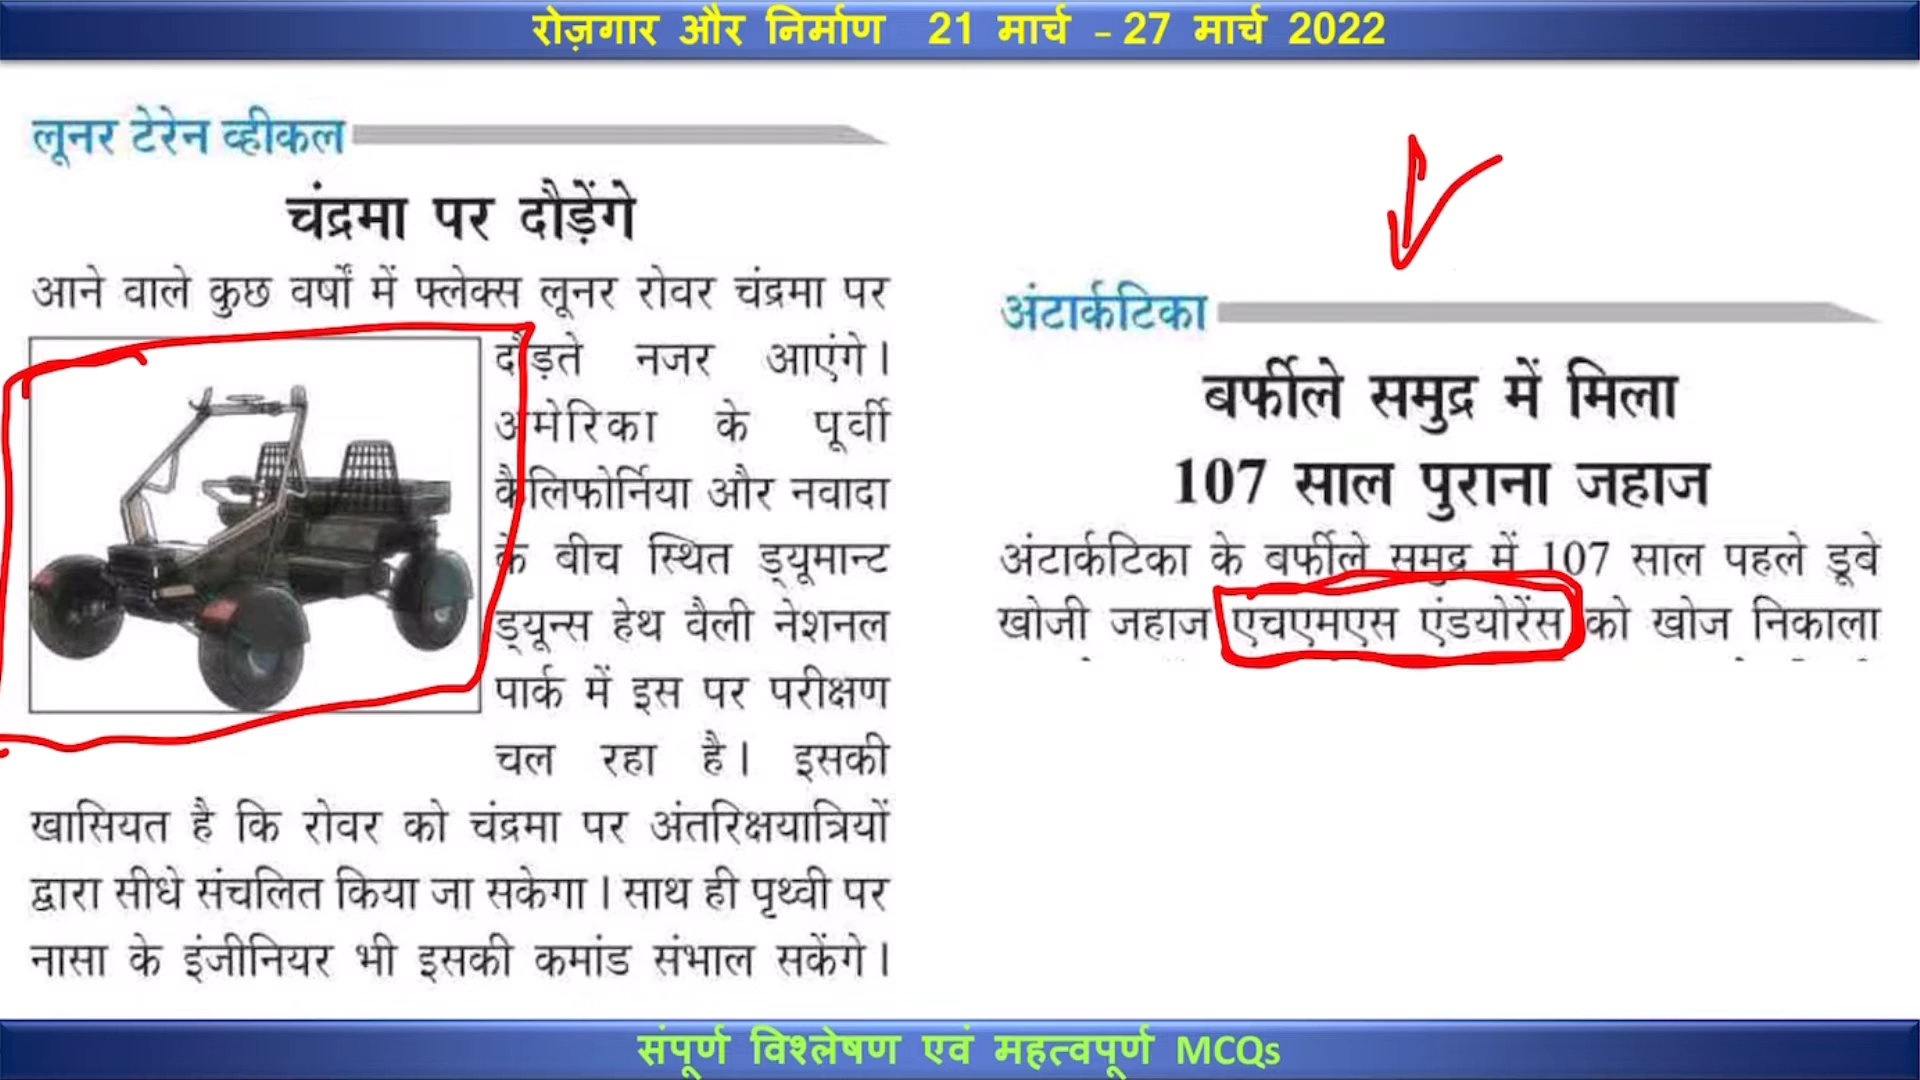 रोज़गार और निर्माण 21 मार्च - 27 मार्च 2022
लूनर टेरेन व्हीकल
चंद्रमा पर दौड़ेंगे
आने वाले कुछ वर्षों में फ्लेक्स लूनर रोवर चंद्रमा पर
दौड़ते नजर आएंगे।
अमेरिका के पूर्वी
कैलिफोर्निया और नवादा
के बीच स्थित ड्यूमान्ट
ड्यून्स हेथ वैली नेशनल
पार्क में इस पर परीक्षण
चल रहा है। इसकी
खासियत है कि रोवर को चंद्रमा पर अंतरिक्षयात्रियों
द्वारा सीधे संचलित किया जा सकेगा। साथ ही पृथ्वी पर
नासा के इंजीनियर भी इसकी कमांड संभाल सकेंगे।
अंटार्कटिका
बर्फीले समुद्र में मिला
107 साल पुराना जहाज
अंटार्कटिका के बर्फीले समुद्र में 107 साल पहले डूबे
खोजी जहाज एचएमएस एंडयोरेंस को खोज निकाला
संपूर्ण विश्लेषण एवं महत्वपूर्ण MCQs